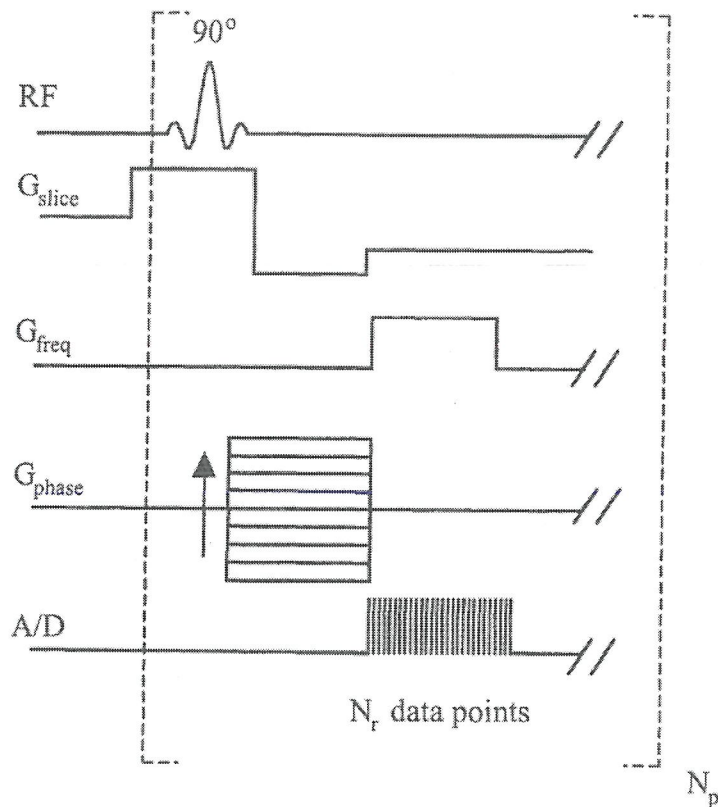 90°
RF
G_slice
G_freq
G_phase
A/D
N_r data points
N_p